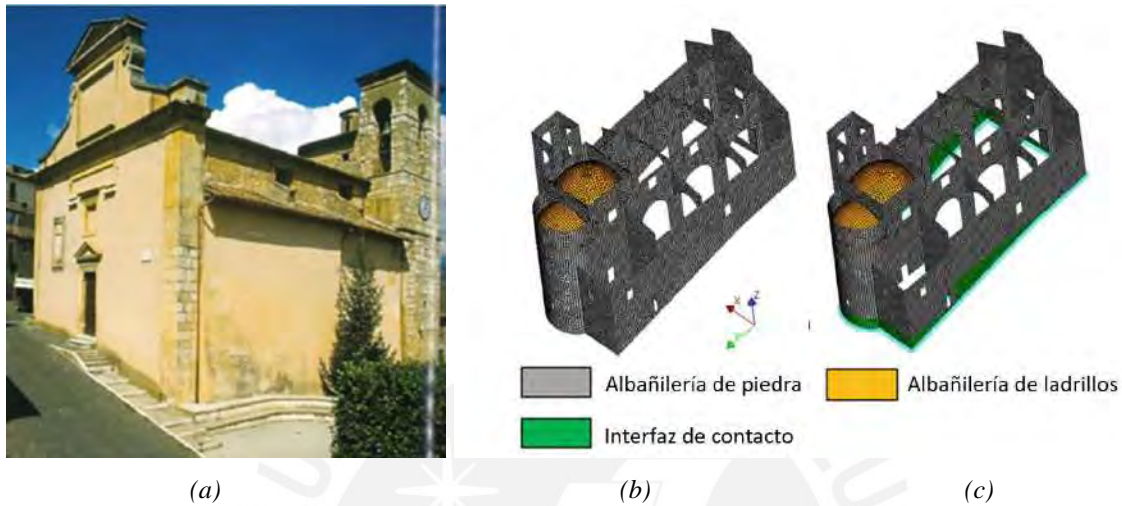 X
Z
Albañilería de piedra
Albañilería de ladrillos
Interfaz de contacto
(a)
(b)
(c)